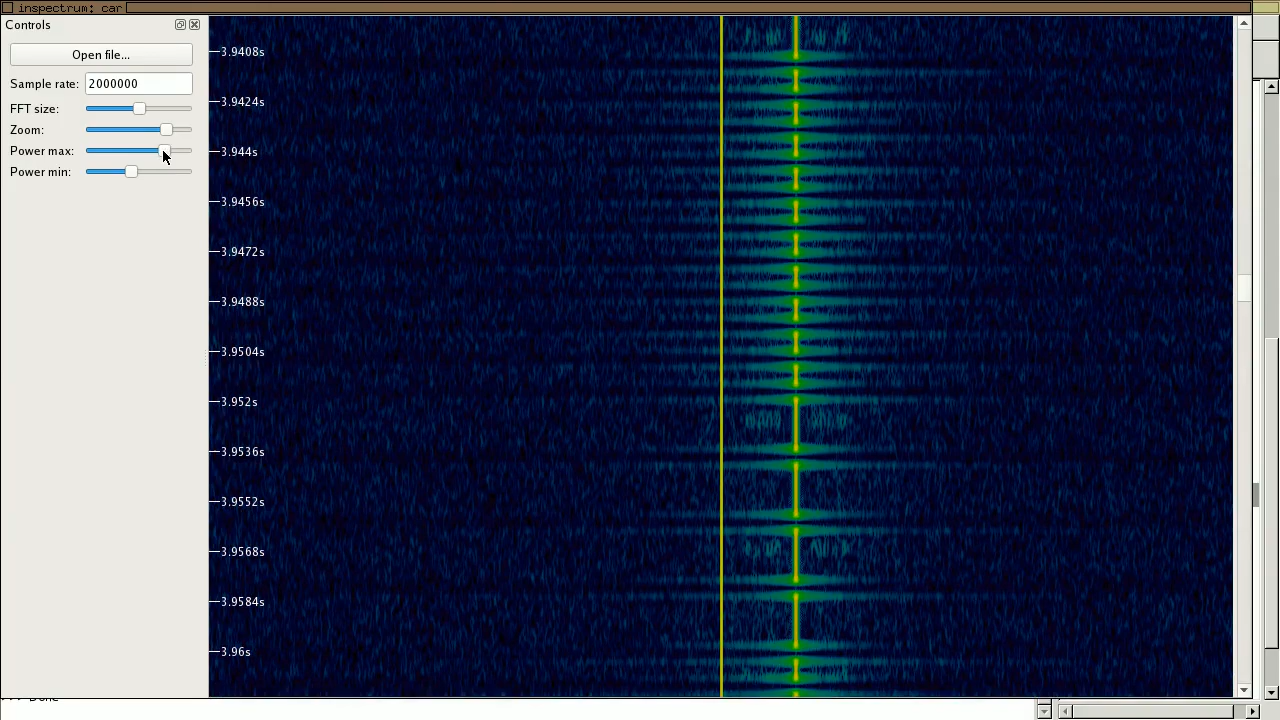 inspectrum: car
Controls
Open file...
Sample rate: 2000000
FFT size:
Zoom:
Power max:
Power min:
3.9408s
3.9424s
3.944s
3.9456s
3.9472s
3.9488s
3.9504s
3.952s
3.9536s
3.9552s
3.9568s
3.9584s
3.96s